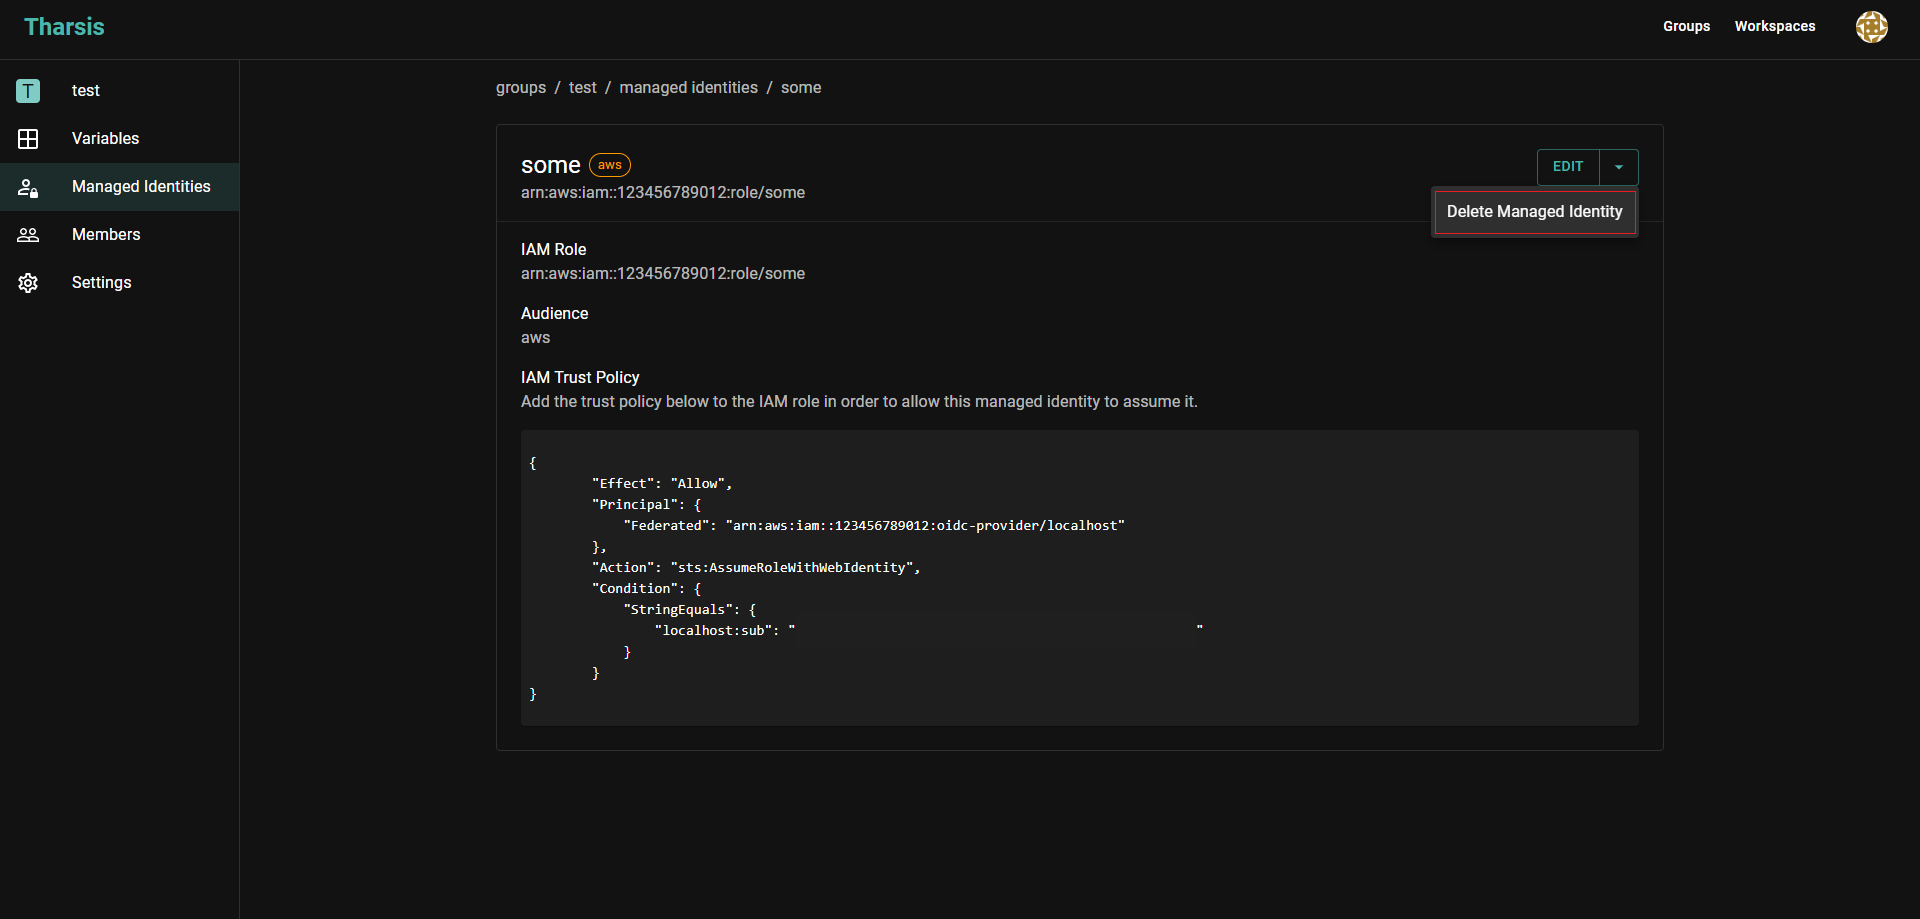 Tharsis
Groups
Workspaces
T
test
Variables
Managed Identities
Members
Settings
groups / test / managed identities / some
some aws
arn:aws:iam::123456789012:role/some
EDIT
Delete Managed Identity
IAM Role
arn:aws:iam::123456789012:role/some
Audience
aws
IAM Trust Policy
Add the trust policy below to the IAM role in order to allow this managed identity to assume it.
{
"Effect": "Allow",
"Principal": {
"Federated": "arn:aws:iam::123456789012:oidc-provider/localhost"
},
"Action": "sts:AssumeRoleWithWebIdentity",
"Condition": {
"StringEquals": {
"localhost:sub": " "
}
}
}